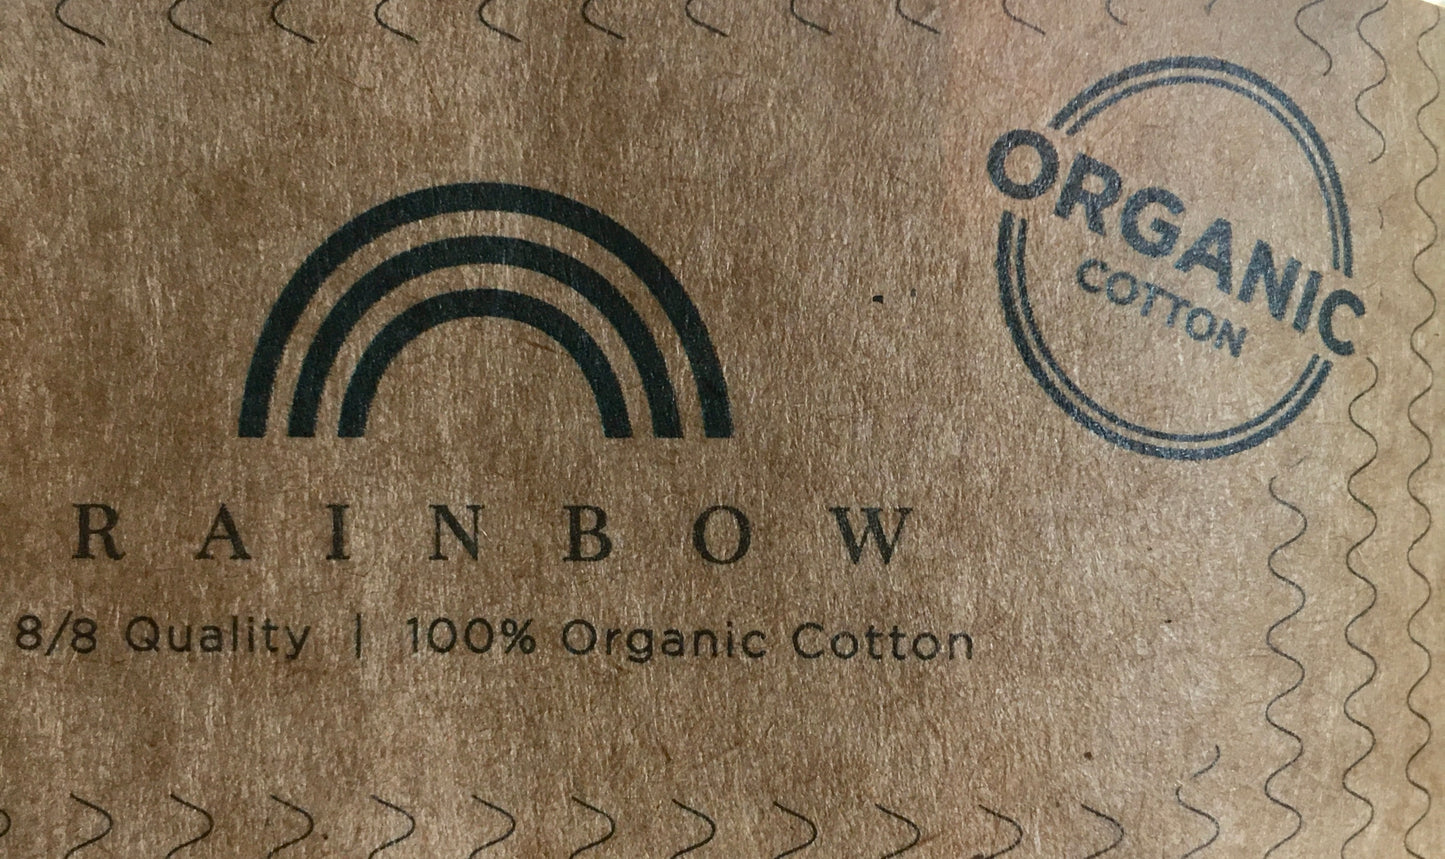 ORGANIC
COTTON
RAINBOW
8/8 Quality | 100% Organic Cotton